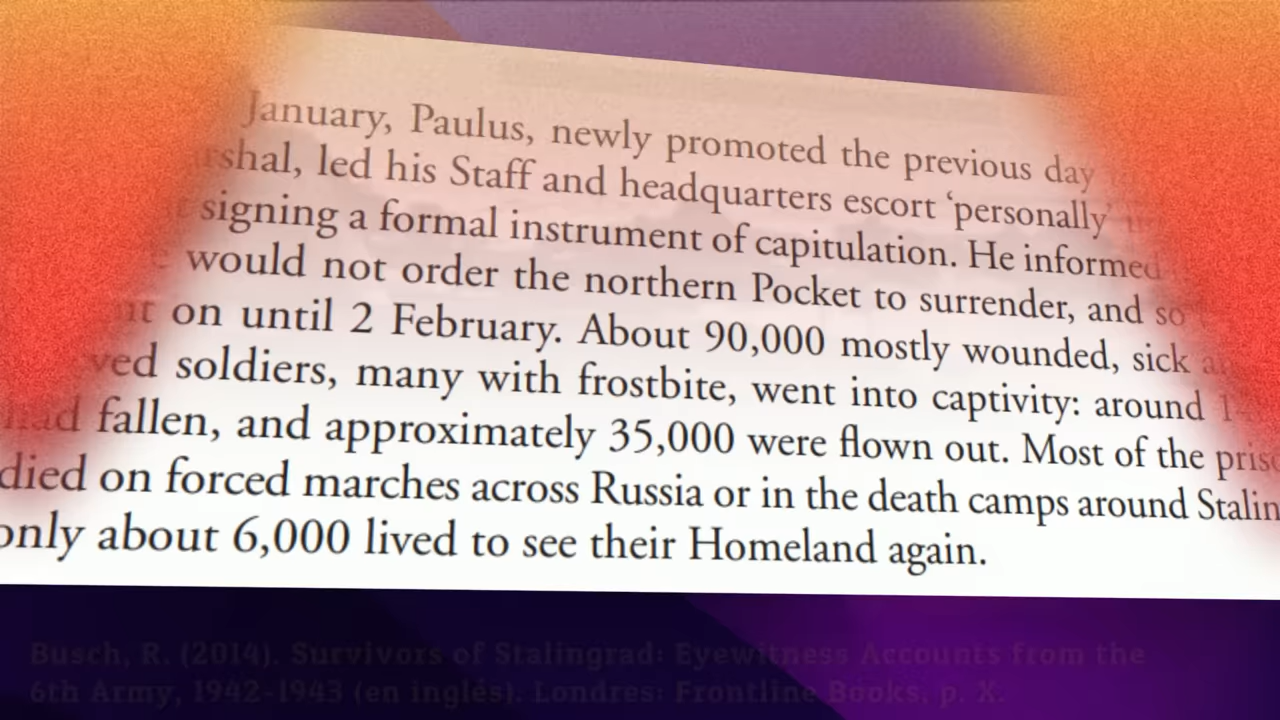 January, Paulus, newly promoted the previous day
shal, led his Staff and headquarters escort ‘personally’
signing a formal instrument of capitulation. He informed
would not order the northern Pocket to surrender, and so
on until 2 February. About 90,000 mostly wounded, sick
ved soldiers, many with frostbite, went into captivity: around
had fallen, and approximately 35,000 were flown out. Most of the
died on forced marches across Russia or in the death camps around Stalin
only about 6,000 lived to see their Homeland again.
Busch, R. (2014). Survivors of Stalingrad: Eyewitness Accounts from the
6th Army, 1942-1943 (en inglés). Londres: Frontline Books, p. X.